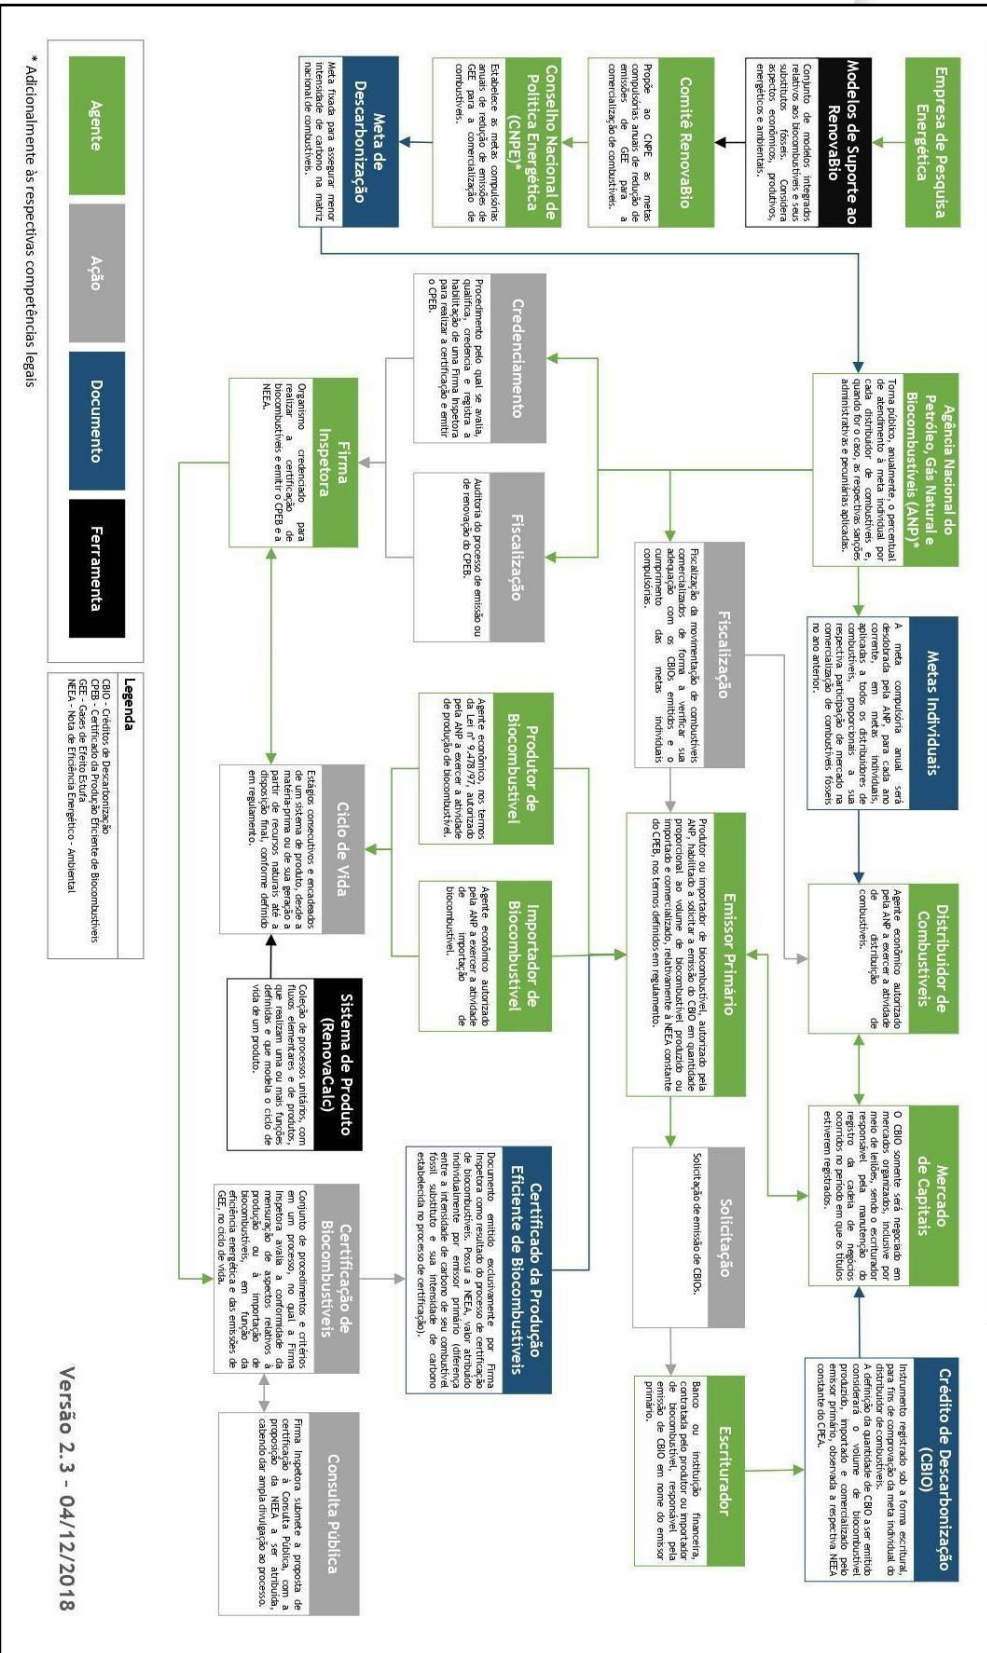 Empresa de Pesquisa
Energética
Modelos de Suporte ao
RenovaBio
Conjunto de modelos integrados
relativos aos biocombustíveis e seus
substitutos fósseis. Considera
aspectos econômicos, produtivos,
energéticos e ambientais.
Comitê RenovaBio
Propõe ao CNPE as metas
compulsórias anuais de redução de
emissões de GEE para a
comercialização de combustíveis.
Conselho Nacional de
Política Energética
(CNPE)*
Estabelece as metas compulsórias
anuais de redução de emissões de
GEE para a comercialização de
combustíveis.
Meta de
Descarbonização
Meta fixada para assegurar menor
intensidade de carbono na matriz
nacional de combustíveis.
Agência Nacional do
Petróleo, Gás Natural e
Biocombustíveis (ANP)*
Torna público, anualmente, o percentual
de atendimento à meta individual por
cada distribuidor de combustíveis e,
quando for o caso, as respectivas sanções
administrativas e pecuniárias aplicadas.
Metas Individuais
A meta compulsória anual será
desdobrada pela ANP, para cada ano
corrente, em metas individuais,
aplicadas a todos os distribuidores de
combustíveis, proporcionais a sua
respectiva participação de mercado na
comercialização de combustíveis fósseis
no ano anterior.
Distribuidor de
Combustíveis
Agente econômico autorizado
pela ANP a exercer a atividade
de distribuição de
combustíveis.
Mercado
de Capitais
O CBIO somente será negociado em
mercados organizados, inclusive por
meio de leilões, sendo o escriturador
responsável pela manutenção do
registro da cadeia de negócios
ocorridos no período em que os títulos
estiverem registrados.
Crédito de Descarbonização
(CBIO)
Instrumento registrado sob a forma escritural,
para fins de comprovação da meta individual do
distribuidor de combustíveis.
A definição da quantidade de CBIO a ser emitido
considerará o volume de biocombustível
produzido, importado e comercializado pelo
emissor primário, observada a respectiva NEEA
constante do CPEA.
Fiscalização
Fiscalização da movimentação de combustíveis
comercializados de forma a verificar sua
adequação com os CBIOs emitidos e o
cumprimento das metas individuais
compulsórias.
Emissor Primário
Produtor ou importador de biocombustível, autorizado pela
ANP, habilitado a solicitar a emissão do CBIO em quantidade
proporcional ao volume de biocombustível produzido ou
importado e comercializado, relativamente à NEEA constante
do CPEB, nos termos definidos em regulamento.
Solicitação
Solicitação de emissão de CBIOs.
Escriturador
Banco ou instituição financeira,
contratada pelo produtor ou importador
de biocombustível, responsável pela
emissão de CBIO em nome do emissor
primário.
Credenciamento
Procedimento pelo qual se avalia,
qualifica, credencia e registra a
habilitação de uma Firma Inspetora
para realizar a certificação e emitir
o CPEB.
Fiscalização
Auditoria do processo de emissão ou
de renovação do CPEB.
Produtor de
Biocombustível
Agente econômico, nos termos
da Lei nº 9.478/97, autorizado
pela ANP a exercer a atividade
de produção de biocombustível.
Importador de
Biocombustível
Agente econômico autorizado
pela ANP a exercer a atividade
de importação de
biocombustível.
Certificado da Produção
Eficiente de Biocombustíveis
Documento emitido exclusivamente por Firma
Inspetora como resultado do processo de certificação
de biocombustíveis. Possui a NEEA, valor atribuído
individualmente por emissor primário (diferença
entre a intensidade de carbono de seu combustível
fóssil substituto e sua intensidade de carbono
estabelecida no processo de certificação).
Firma
Inspetora
Organismo credenciado para
realizar a certificação de
biocombustíveis e emitir o CPEB e a
NEEA.
Ciclo de Vida
Estágios consecutivos e encadeados
de um sistema de produto, desde a
matéria-prima ou de sua geração a
partir de recursos naturais até a
disposição final, conforme definido
em regulamento.
Sistema de Produto
(RenovaCalc)
Coleção de processos unitários, com
fluxos elementares e de produtos,
que realizam uma ou mais funções
definidas e que modela o ciclo de
vida de um produto.
Certificação de
Biocombustíveis
Conjunto de procedimentos e critérios
em um processo, no qual a Firma
Inspetora avalia a conformidade da
mensuração de aspectos relativos à
produção ou à importação de
biocombustíveis, em função da
eficiência energética e das emissões de
GEE, no ciclo de vida.
Consulta Pública
Firma Inspetora submete a proposta de
certificação à Consulta Pública, com a
proposição da NEEA a ser atribuída,
cabendo dar ampla divulgação ao processo.
Agente
Ação
Documento
Ferramenta
Legenda
CBIO - Créditos de Descarbonização
CPEB - Certificado da Produção Eficiente de Biocombustíveis
GEE - Gases de Efeito Estufa
NEEA - Nota de Eficiência Energético - Ambiental
* Adicionalmente às respectivas competências legais
Versão 2.3 - 04/12/2018